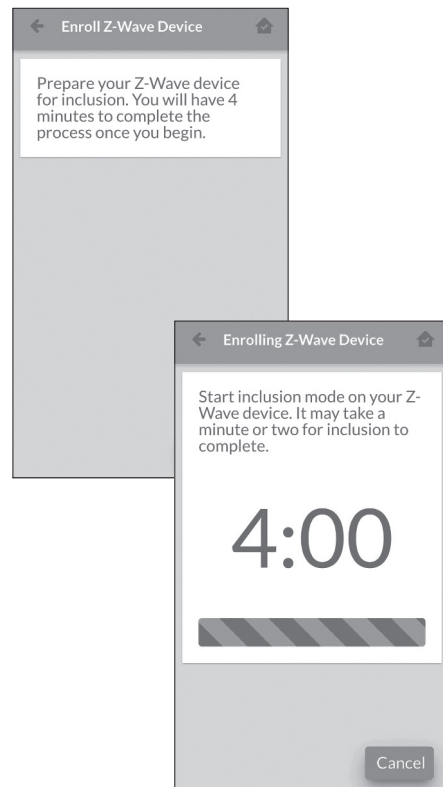 Enroll Z-Wave Device
Prepare your Z-Wave device
for inclusion. You will have 4
minutes to complete the
process once you begin.
Enrolling Z-Wave Device
Start inclusion mode on your Z-
Wave device. It may take a
minute or two for inclusion to
complete.
4:00
Cancel